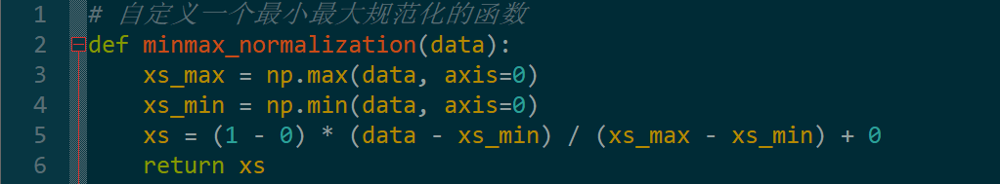 1 # 自定义一个最小最大规范化的函数
2 def minmax_normalization(data):
3     xs_max = np.max(data, axis=0)
4     xs_min = np.min(data, axis=0)
5     xs = (1 - 0) * (data - xs_min) / (xs_max - xs_min) + 0
6     return xs